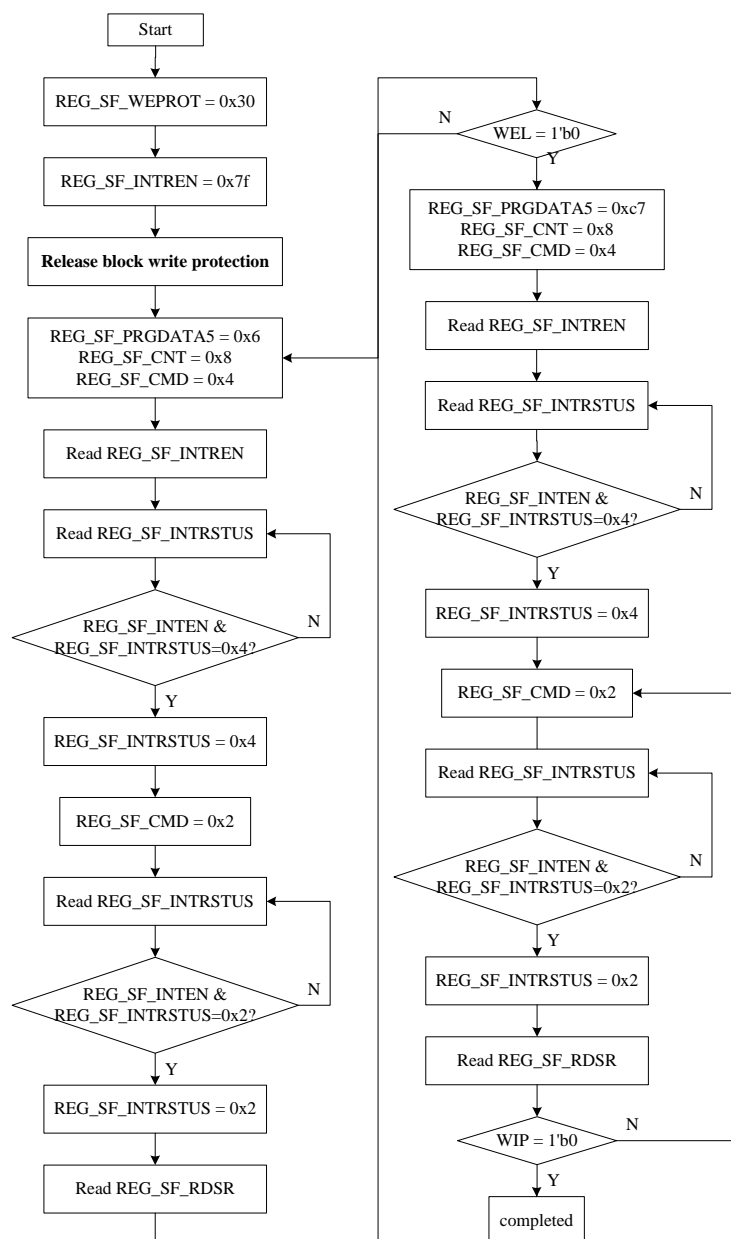 Start
REG_SF_WEPROT = 0x30
REG_SF_INTREN = 0x7f
Release block write protection
REG_SF_PRGDATA5 = 0x6
REG_SF_CNT = 0x8
REG_SF_CMD = 0x4
Read REG_SF_INTREN
Read REG_SF_INTRSTUS
REG_SF_INTEN &
REG_SF_INTRSTUS=0x4?
N
Y
REG_SF_INTRSTUS = 0x4
REG_SF_CMD = 0x2
Read REG_SF_INTRSTUS
REG_SF_INTEN &
REG_SF_INTRSTUS=0x2?
N
Y
REG_SF_INTRSTUS = 0x2
Read REG_SF_RDSR
N
WEL = 1'b0
Y
REG_SF_PRGDATA5 = 0xc7
REG_SF_CNT = 0x8
REG_SF_CMD = 0x4
Read REG_SF_INTREN
Read REG_SF_INTRSTUS
REG_SF_INTEN &
REG_SF_INTRSTUS=0x4?
N
Y
REG_SF_INTRSTUS = 0x4
REG_SF_CMD = 0x2
Read REG_SF_INTRSTUS
REG_SF_INTEN &
REG_SF_INTRSTUS=0x2?
N
Y
REG_SF_INTRSTUS = 0x2
Read REG_SF_RDSR
WIP = 1'b0
N
Y
completed